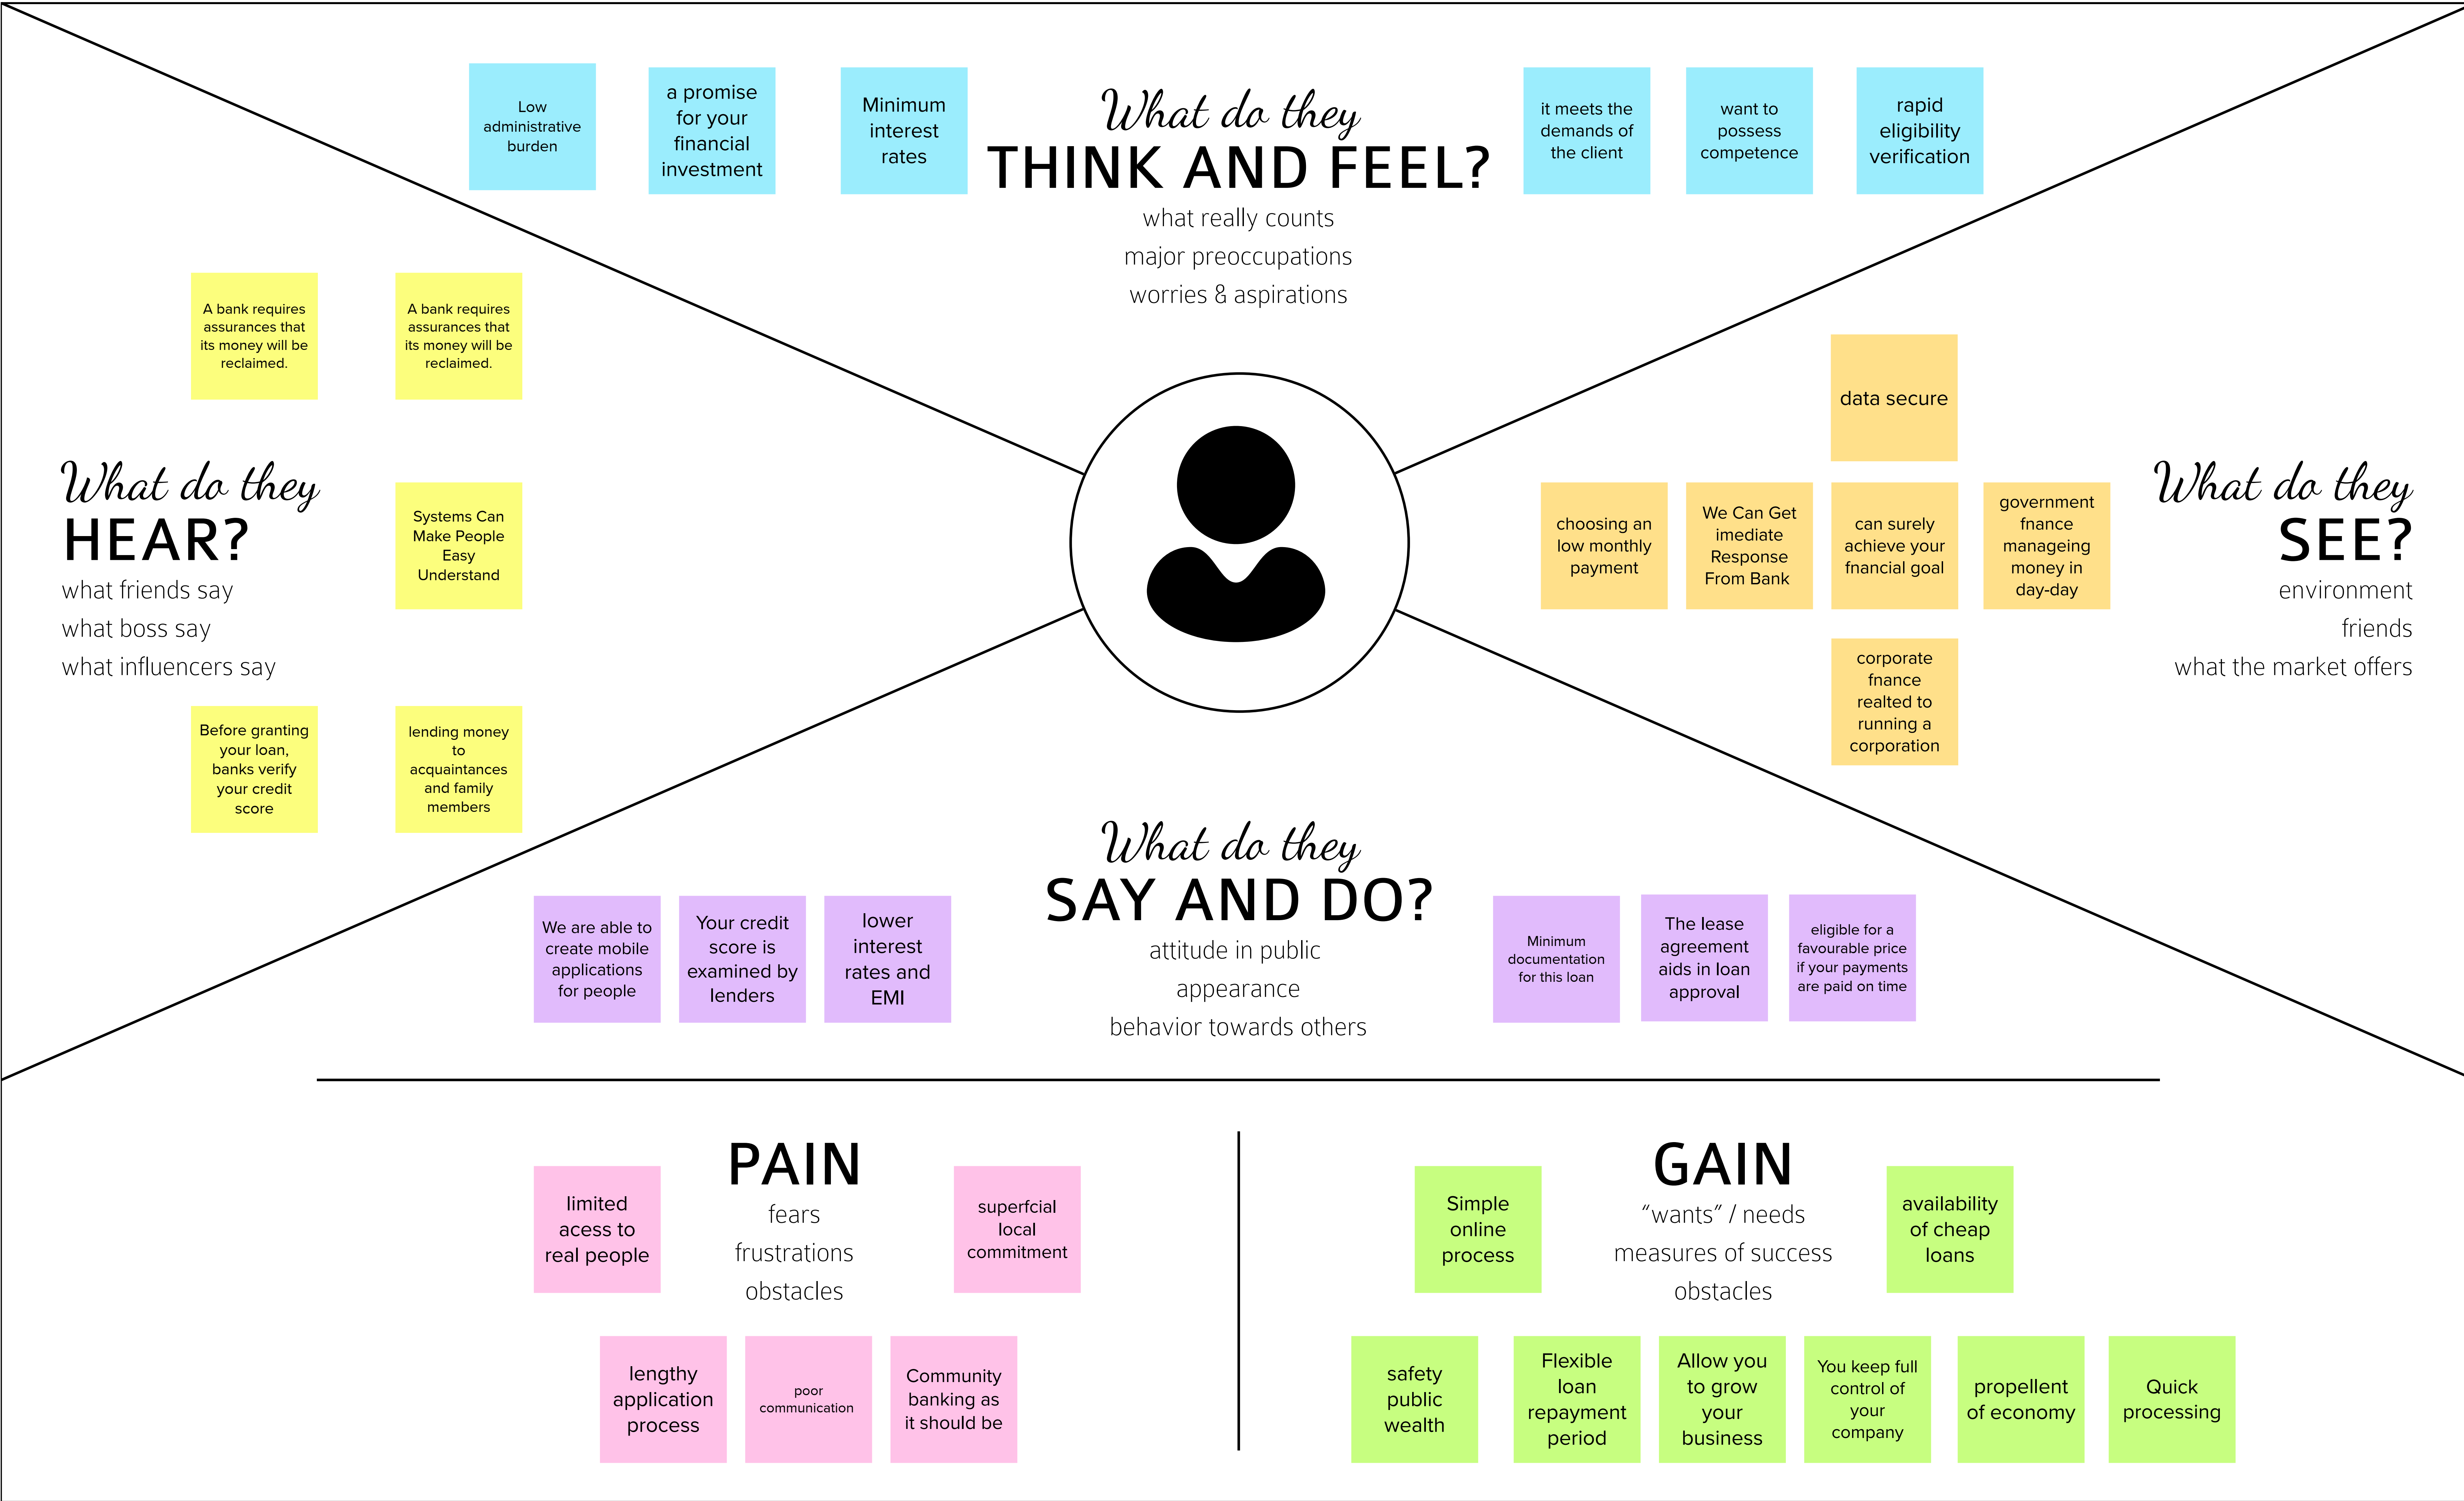 Low
administrative
burden
a promise
for your
financial
investment
Minimum
interest
rates
What do they
THINK AND FEEL?
what really counts
major preoccupations
worries & aspirations
it meets the
demands of
the client
want to
possess
competence
rapid
eligibility
verification
A bank requires
assurances that
its money will be
reclaimed.
A bank requires
assurances that
its money will be
reclaimed.
What do they
HEAR?
what friends say
what boss say
what influencers say
Systems Can
Make People
Easy
Understand
Before granting
your loan,
banks verify
your credit
score
lending money
to
acquaintances
and family
members
data secure
choosing an
low monthly
payment
We Can Get
imediate
Response
From Bank
can surely
achieve your
fnancial goal
government
fnance
manageing
money in
day-day
corporate
fnance
realted to
running a
corporation
What do they
SEE?
environment
friends
what the market offers
We are able to
create mobile
applications
for people
Your credit
score is
examined by
lenders
lower
interest
rates and
EMI
What do they
SAY AND DO?
attitude in public
appearance
behavior towards others
Minimum
documentation
for this loan
The lease
agreement
aids in loan
approval
eligible for a
favourable price
if your payments
are paid on time
limited
acess to
real people
PAIN
fears
frustrations
obstacles
superfcial
local
commitment
lengthy
application
process
poor
communication
Community
banking as
it should be
Simple
online
process
GAIN
“wants” / needs
measures of success
obstacles
availability
of cheap
loans
safety
public
wealth
Flexible
loan
repayment
period
Allow you
to grow
your
business
You keep full
control of
your
company
propellent
of economy
Quick
processing